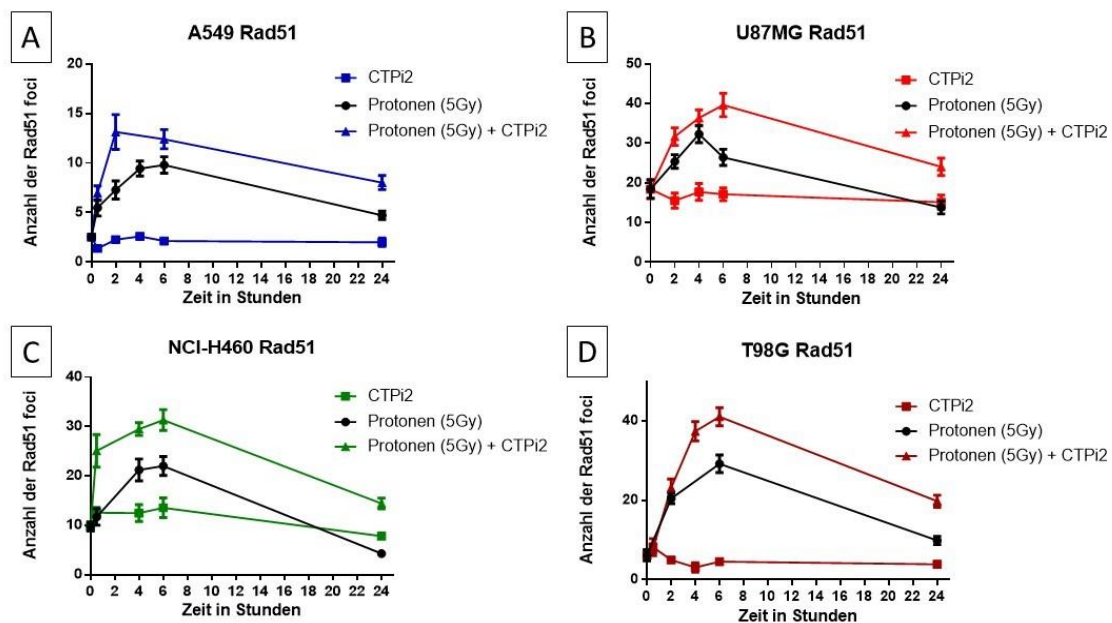 A
A549 Rad51
Anzahl der Rad51 foci
20
15
10
5
0
0 2 4 6 8 10 12 14 16 18 20 22 24
Zeit in Stunden
CTPi2
Protonen (5Gy)
Protonen (5Gy) + CTPi2
B
U87MG Rad51
Anzahl der Rad51 foci
50
40
30
20
10
0
0 2 4 6 8 10 12 14 16 18 20 22 24
Zeit in Stunden
CTPi2
Protonen (5Gy)
Protonen (5Gy) + CTPi2
C
NCI-H460 Rad51
Anzahl der Rad51 foci
40
30
20
10
0
0 2 4 6 8 10 12 14 16 18 20 22 24
Zeit in Stunden
CTPi2
Protonen (5Gy)
Protonen (5Gy) + CTPi2
D
T98G Rad51
Anzahl der Rad51 foci
40
20
0
0 2 4 6 8 10 12 14 16 18 20 22 24
Zeit in Stunden
CTPi2
Protonen (5Gy)
Protonen (5Gy) + CTPi2